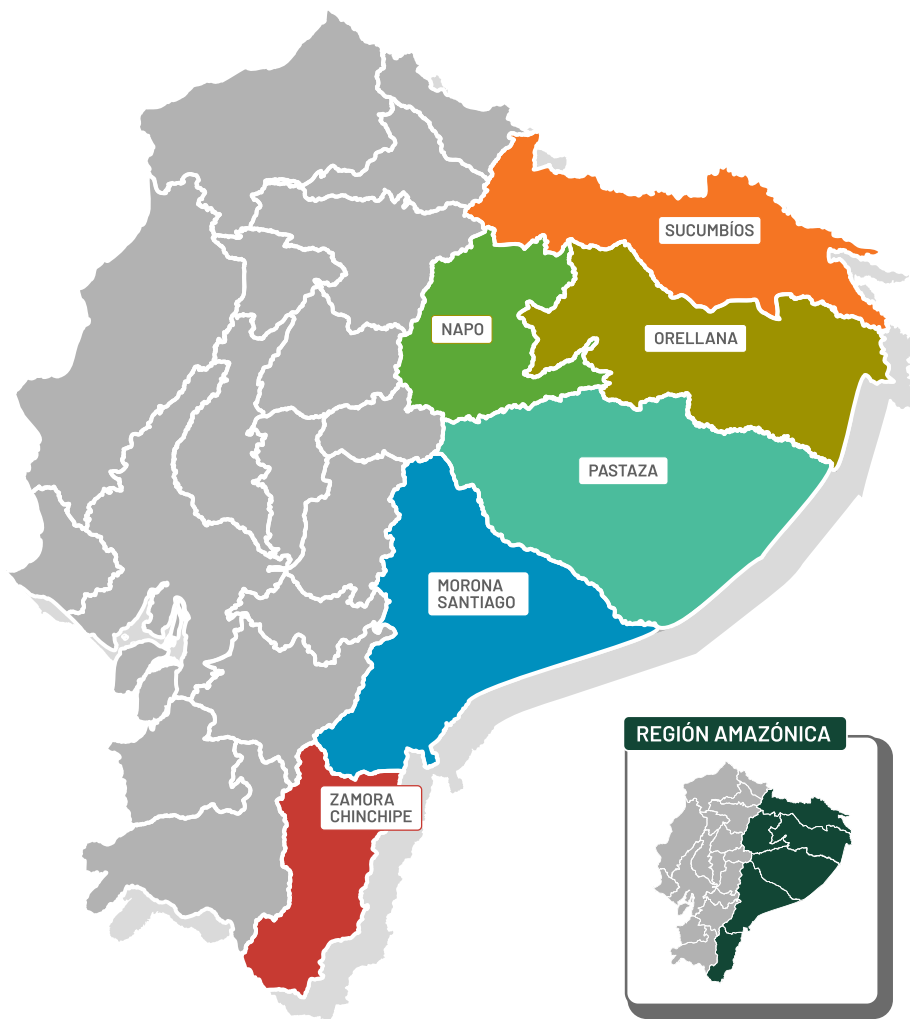 SUCUMBÍOS
NAPO
ORELLANA
PASTAZA
MORONA
SANTIAGO
REGIÓN AMAZÓNICA
ZAMORA
CHINCHIPE